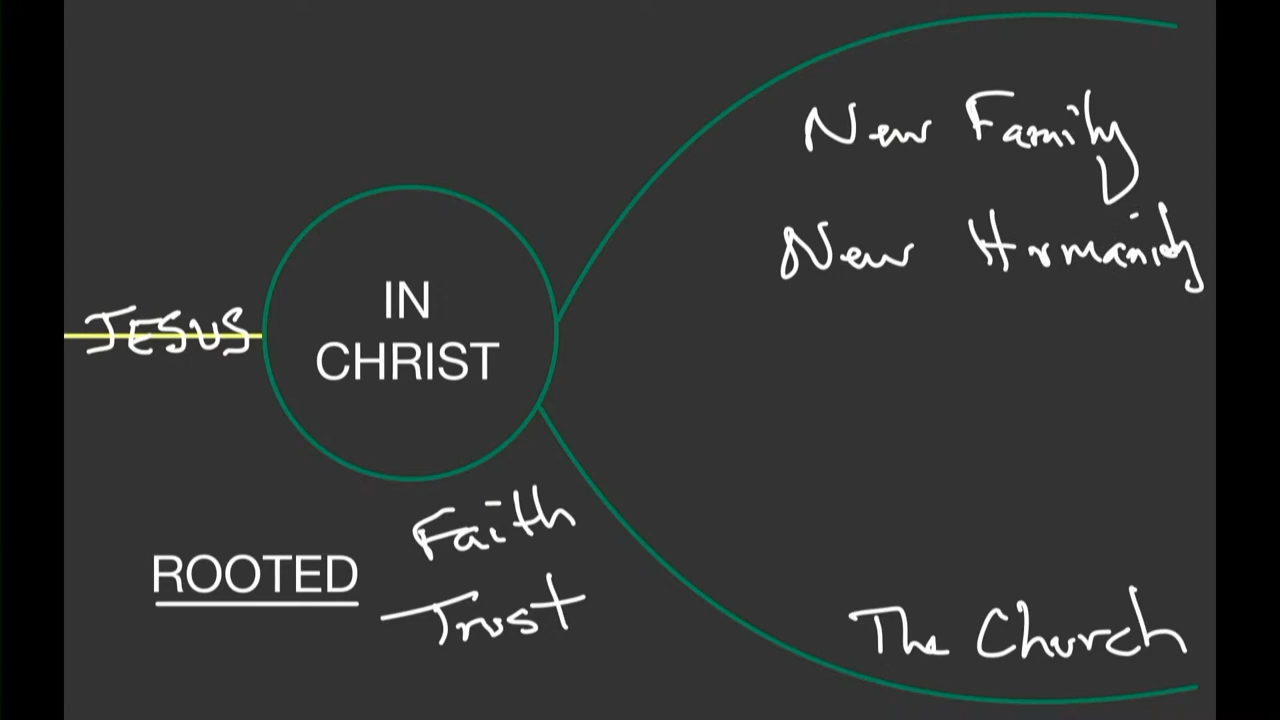 New Family
New Humanity
JESUS
IN
CHRIST
Faith
ROOTED
Trust
The Church